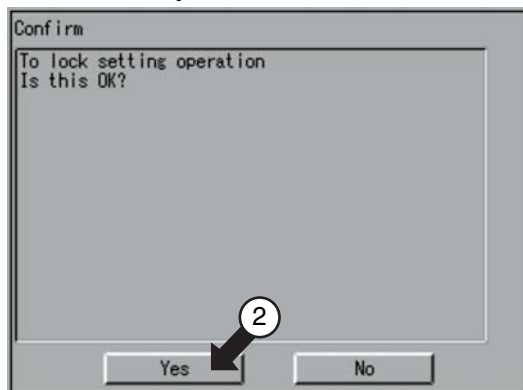 Confirm
To lock setting operation
Is this OK?
2
Yes No